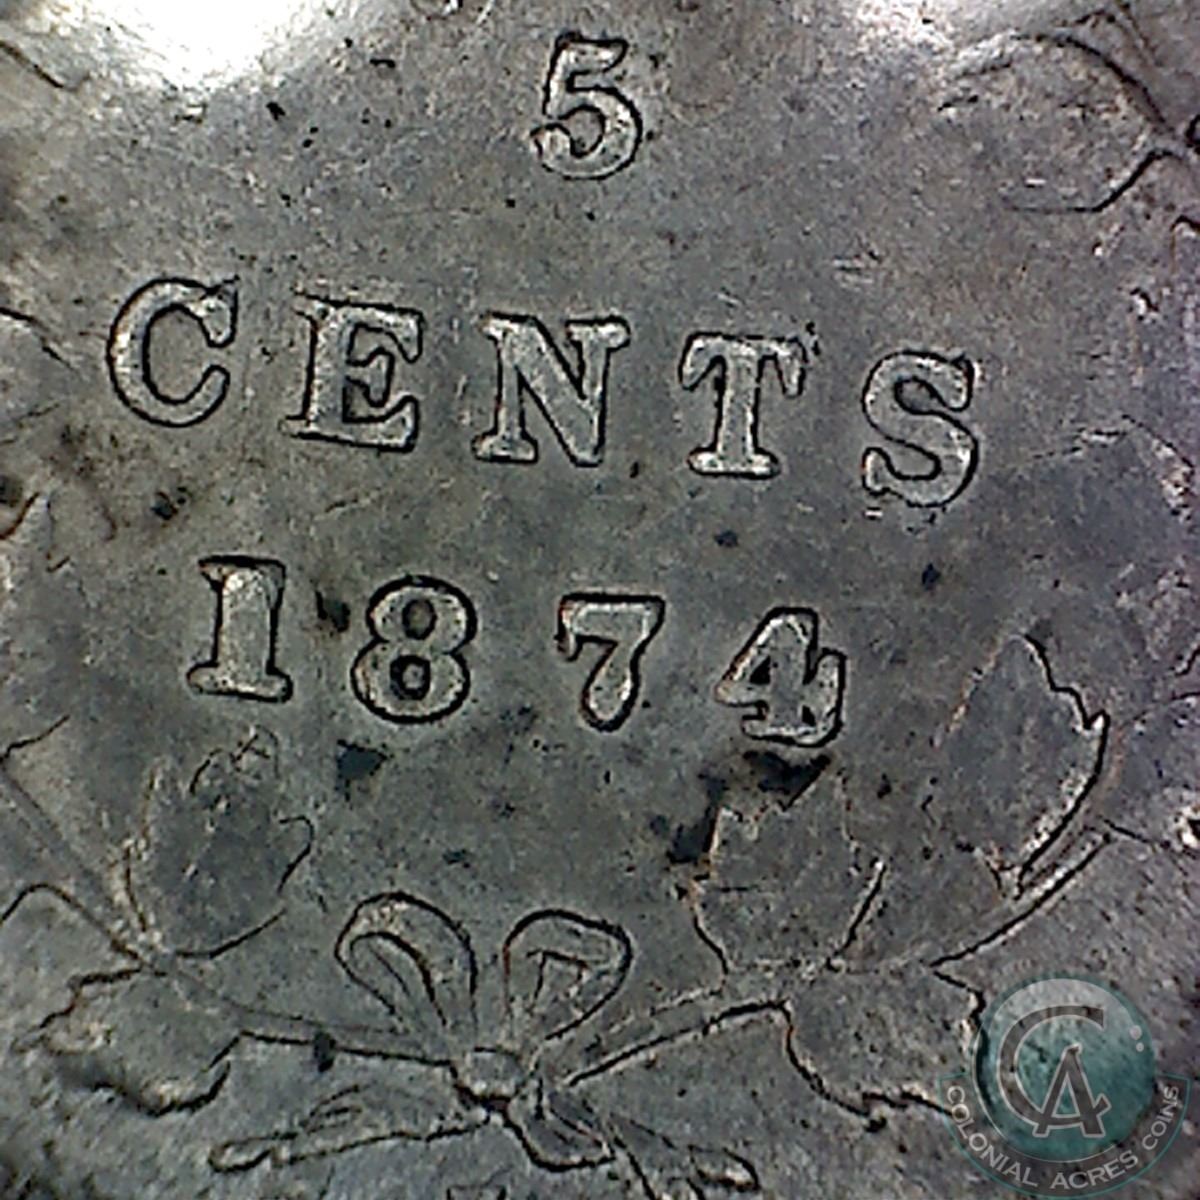 5
CENTS
1874
CA
COLONIAL ACRES COINS